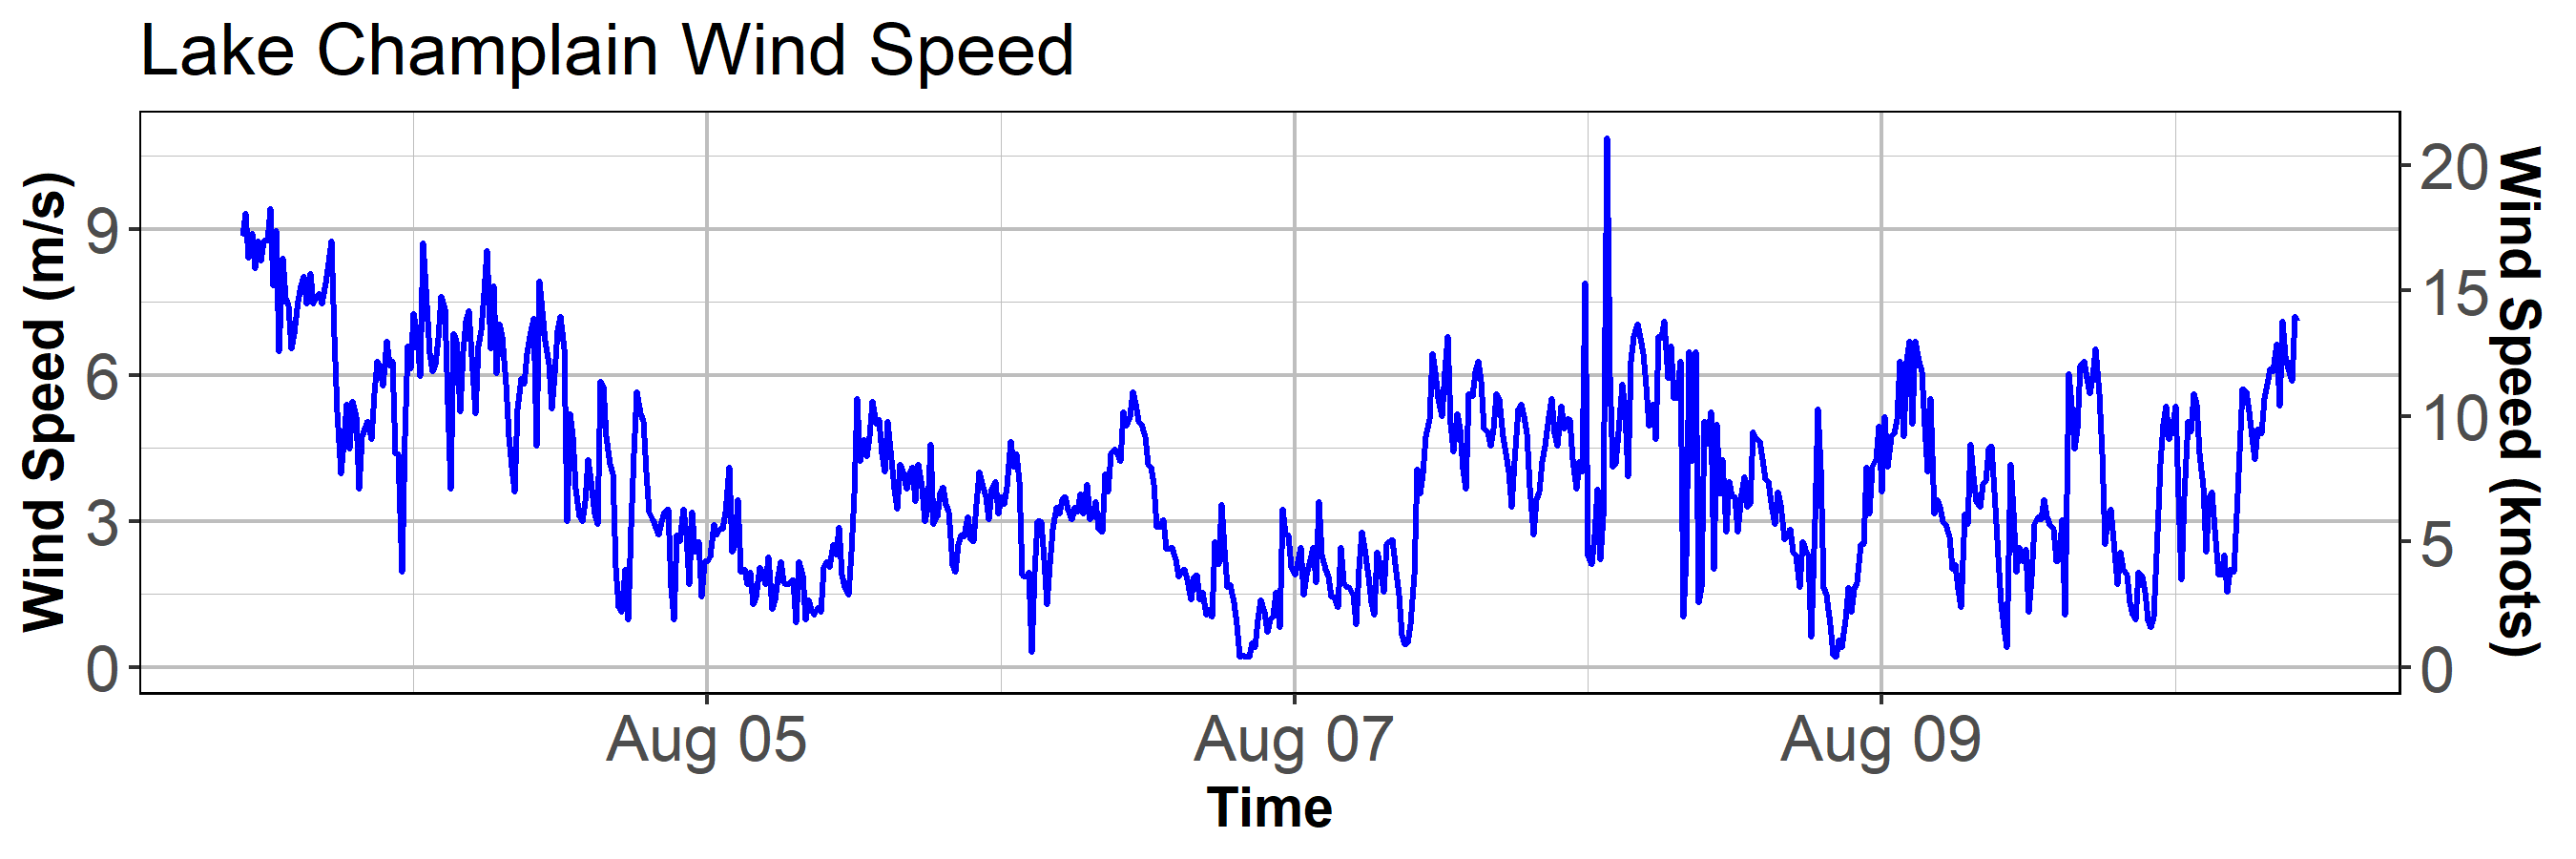 Lake Champlain Wind Speed
Wind Speed (m/s)
9
6
3
0
20
15
10
5
0
Wind Speed (knots)
Aug 05
Aug 07
Aug 09
Time